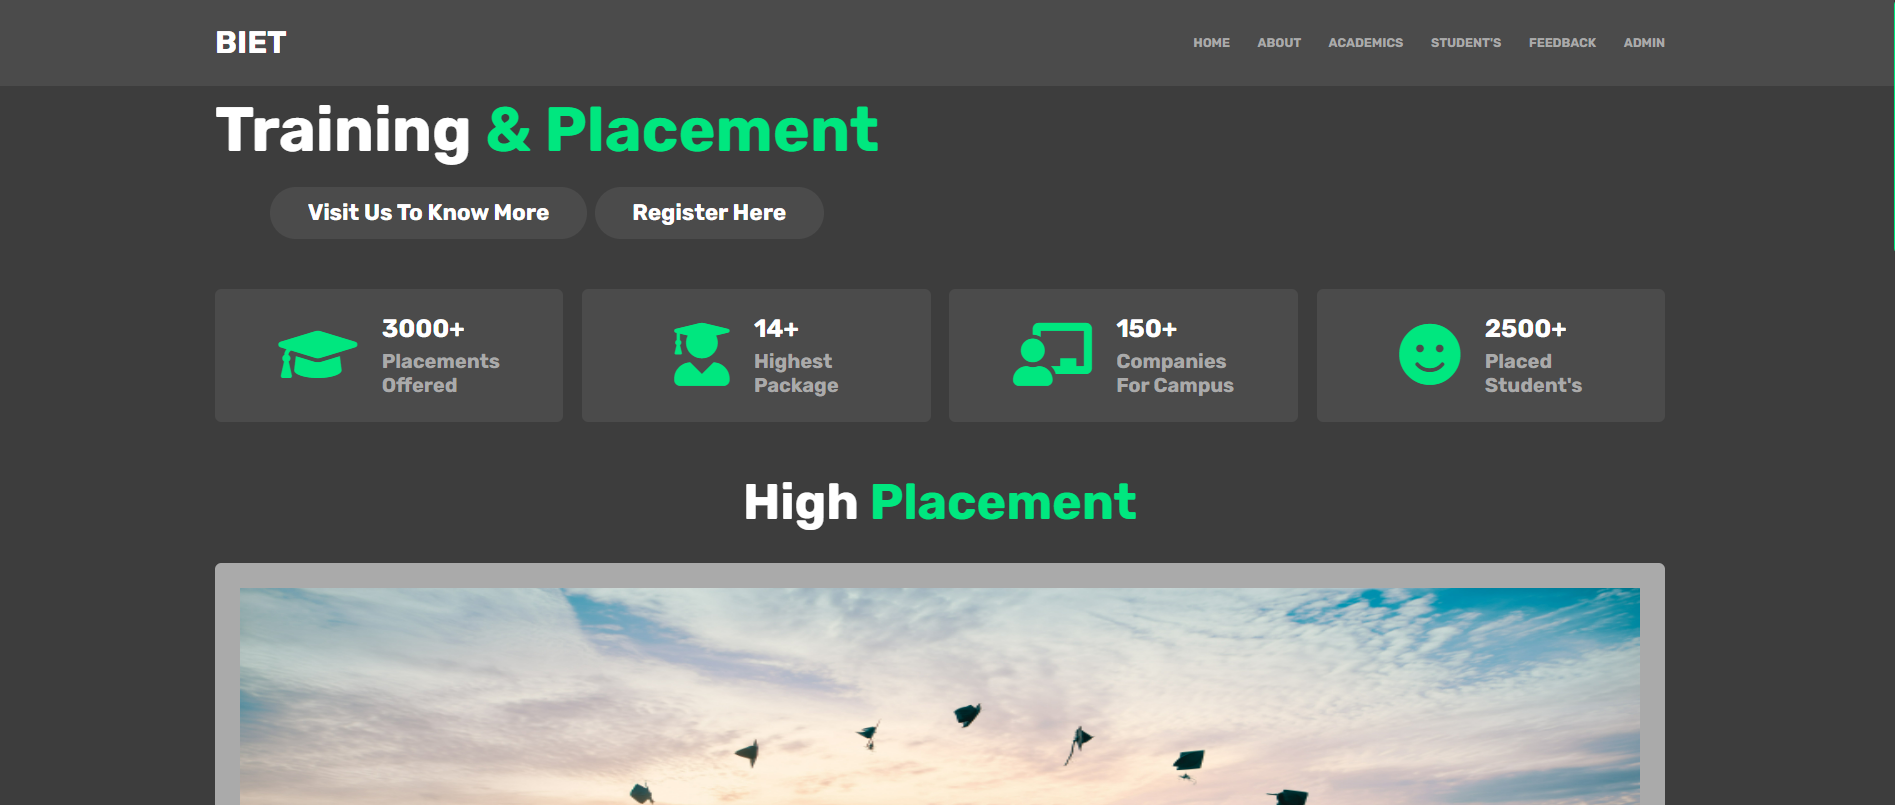 BIET
HOME ABOUT ACADEMICS STUDENT'S FEEDBACK ADMIN
Training & Placement
Visit Us To Know More Register Here
3000+
Placements
Offered
14+
Highest
Package
150+
Companies
For Campus
2500+
Placed
Student's
High Placement